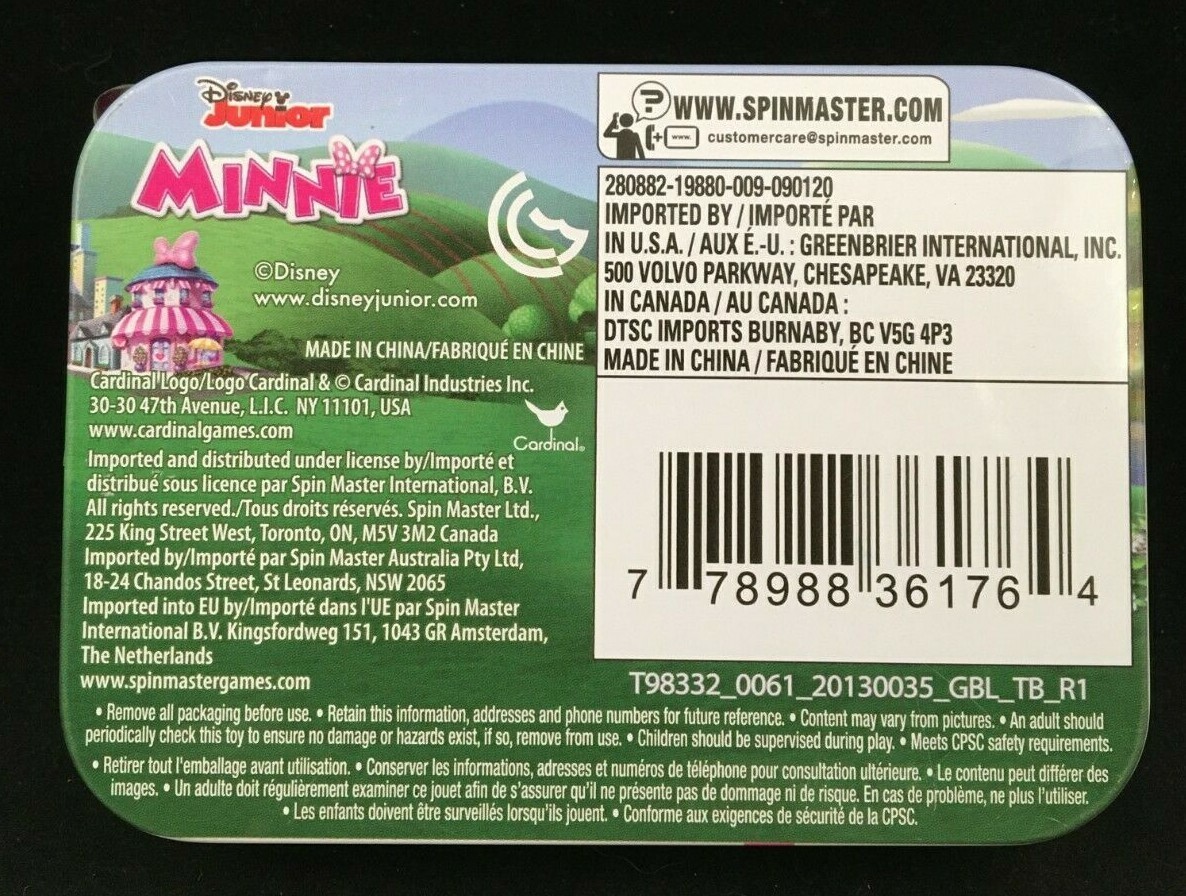 Disney
Junior
MINNIE
©Disney
www.disneyjunior.com
MADE IN CHINA/FABRIQUÉ EN CHINE
Cardinal Logo/Logo Cardinal & © Cardinal Industries Inc.
30-30 47th Avenue, L.I.C. NY 11101, USA
www.cardinalgames.com
Cardinal®
Imported and distributed under license by/Importé et
distribué sous licence par Spin Master International, B.V.
All rights reserved./Tous droits réservés. Spin Master Ltd.,
225 King Street West, Toronto, ON, M5V 3M2 Canada
Imported by/Importé par Spin Master Australia Pty Ltd,
18-24 Chandos Street, St Leonards, NSW 2065
Imported into EU by/Importé dans l'UE par Spin Master
International B.V. Kingsfordweg 151, 1043 GR Amsterdam,
The Netherlands
www.spinmastergames.com
? WWW.SPINMASTER.COM
+ www. customercare@spinmaster.com
280882-19880-009-090120
IMPORTED BY / IMPORTÉ PAR
IN U.S.A. / AUX É.-U. : GREENBRIER INTERNATIONAL, INC.
500 VOLVO PARKWAY, CHESAPEAKE, VA 23320
IN CANADA / AU CANADA :
DTSC IMPORTS BURNABY, BC V5G 4P3
MADE IN CHINA / FABRIQUÉ EN CHINE
7 78988 36176 4
T98332_0061_20130035_GBL_TB_R1
• Remove all packaging before use. • Retain this information, addresses and phone numbers for future reference. • Content may vary from pictures. • An adult should
periodically check this toy to ensure no damage or hazards exist, if so, remove from use. • Children should be supervised during play. • Meets CPSC safety requirements.
• Retirer tout l'emballage avant utilisation. • Conserver les informations, adresses et numéros de téléphone pour consultation ultérieure. • Le contenu peut différer des
images. • Un adulte doit régulièrement examiner ce jouet afin de s'assurer qu'il ne présente pas de dommage ni de risque. En cas de problème, ne plus l'utiliser.
• Les enfants doivent être surveillés lorsqu'ils jouent. • Conforme aux exigences de sécurité de la CPSC.